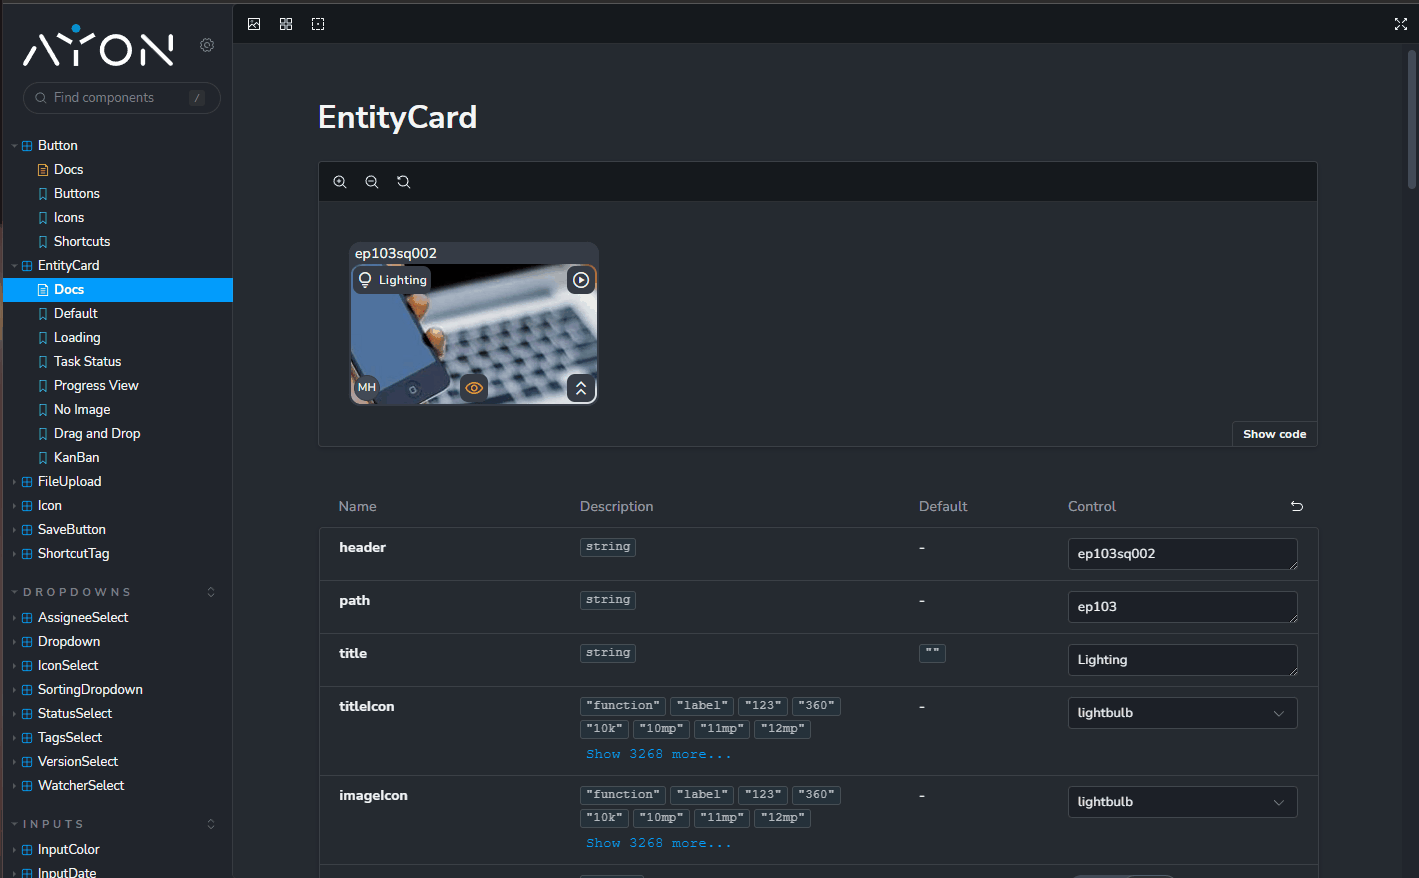 AYON
Find components /
Button
Docs
Buttons
Icons
Shortcuts
EntityCard
Docs
Default
Loading
Task Status
Progress View
No Image
Drag and Drop
KanBan
FileUpload
Icon
SaveButton
ShortcutTag
DROPDOWNS
AssigneeSelect
Dropdown
IconSelect
SortingDropdown
StatusSelect
TagsSelect
VersionSelect
WatcherSelect
INPUTS
InputColor
InputDate
EntityCard
ep103sq002
Lighting
MH
Show code
Name Description Default Control
header string - ep103sq002
path string - ep103
title string "" Lighting
titleIcon "function" "label" "123" "360" - lightbulb
"10k" "10mp" "11mp" "12mp"
Show 3268 more...
imageIcon "function" "label" "123" "360" - lightbulb
"10k" "10mp" "11mp" "12mp"
Show 3268 more...